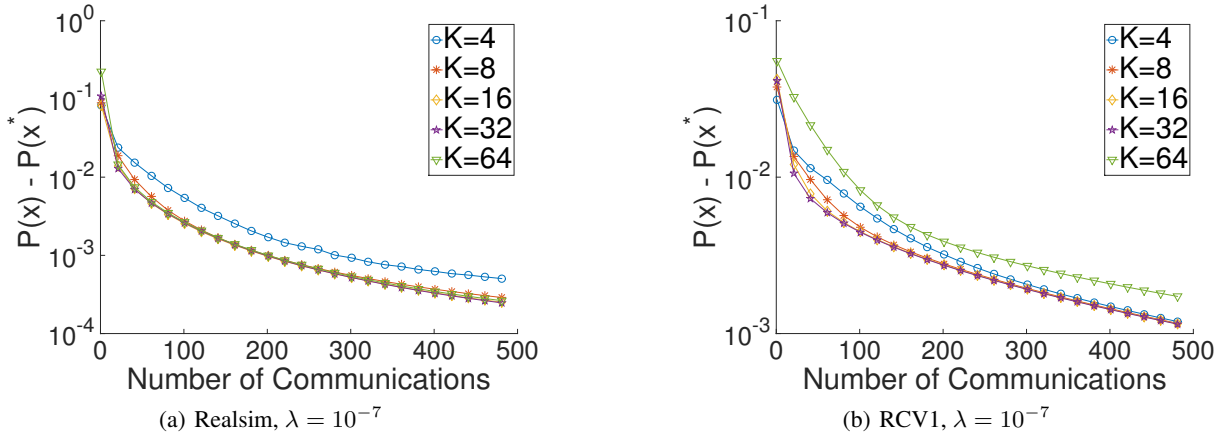 10^0
10^-1
10^-2
10^-3
10^-4
P(x) - P(x^*)
K=4
K=8
K=16
K=32
K=64
0 100 200 300 400 500
Number of Communications
(a) Realsim, λ = 10^-7
10^-1
10^-2
10^-3
P(x) - P(x^*)
K=4
K=8
K=16
K=32
K=64
0 100 200 300 400 500
Number of Communications
(b) RCV1, λ = 10^-7